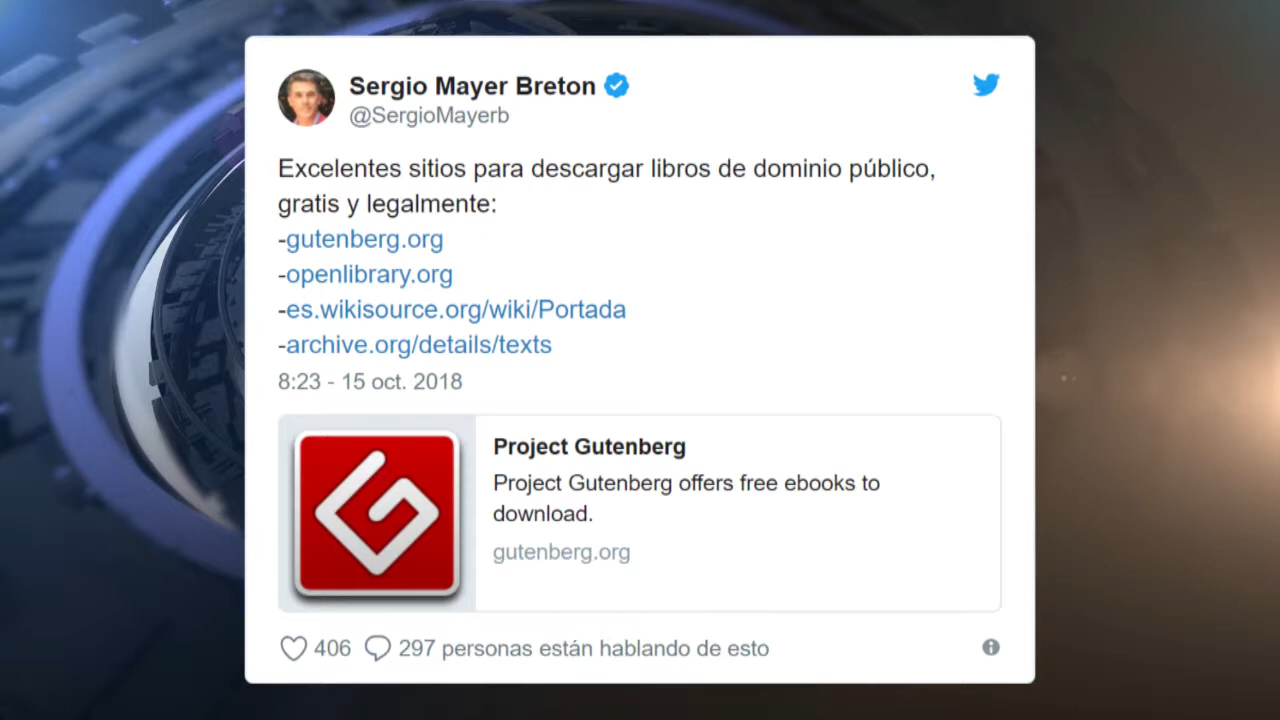 Sergio Mayer Breton
@SergioMayerb
Excelentes sitios para descargar libros de dominio público,
gratis y legalmente:
-gutenberg.org
-openlibrary.org
-es.wikisource.org/wiki/Portada
-archive.org/details/texts
8:23 - 15 oct. 2018
Project Gutenberg
Project Gutenberg offers free ebooks to
download.
gutenberg.org
406 297 personas están hablando de esto